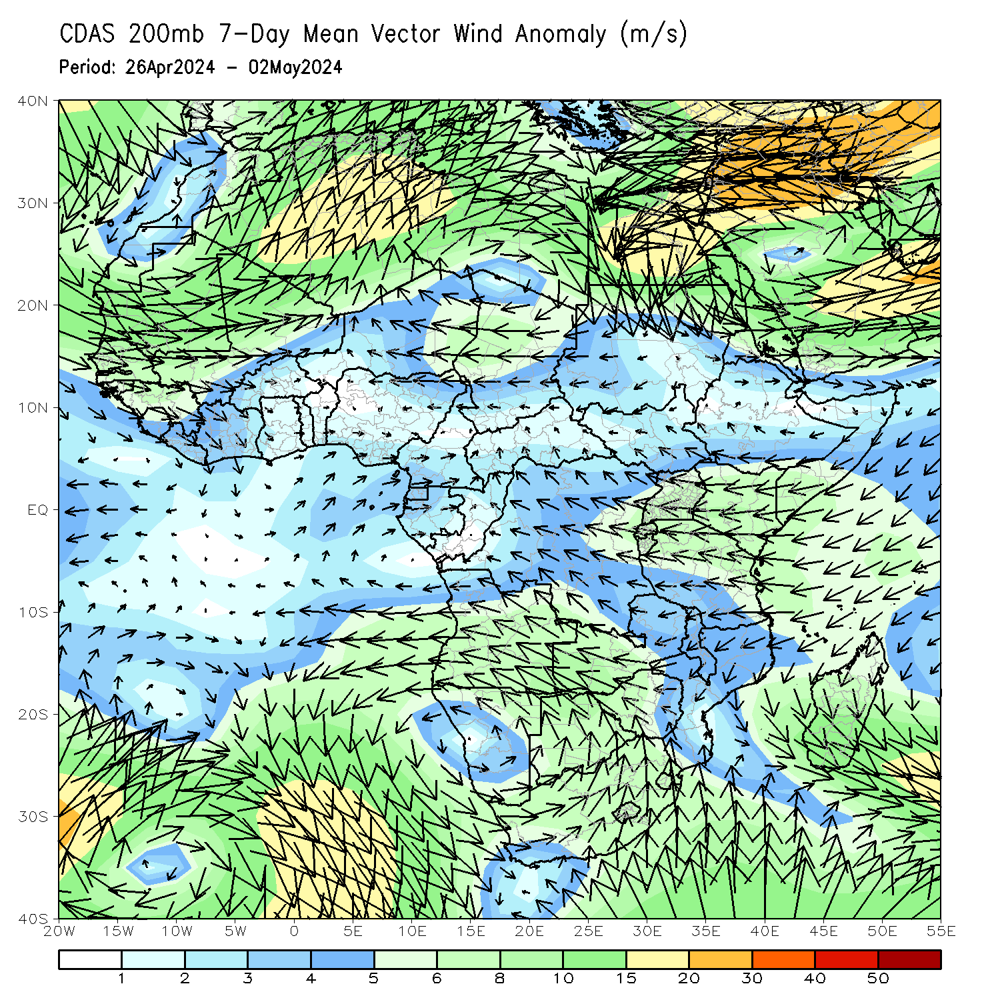 CDAS 200mb 7-Day Mean Vector Wind Anomaly (m/s)
Period: 26Apr2024 - 02May2024
40N
30N
20N
10N
EQ
10S
20S
30S
40S
20W 15W 10W 5W 0 5E 10E 15E 20E 25E 30E 35E 40E 45E 50E 55E
1 2 3 4 5 6 8 10 15 20 30 40 50